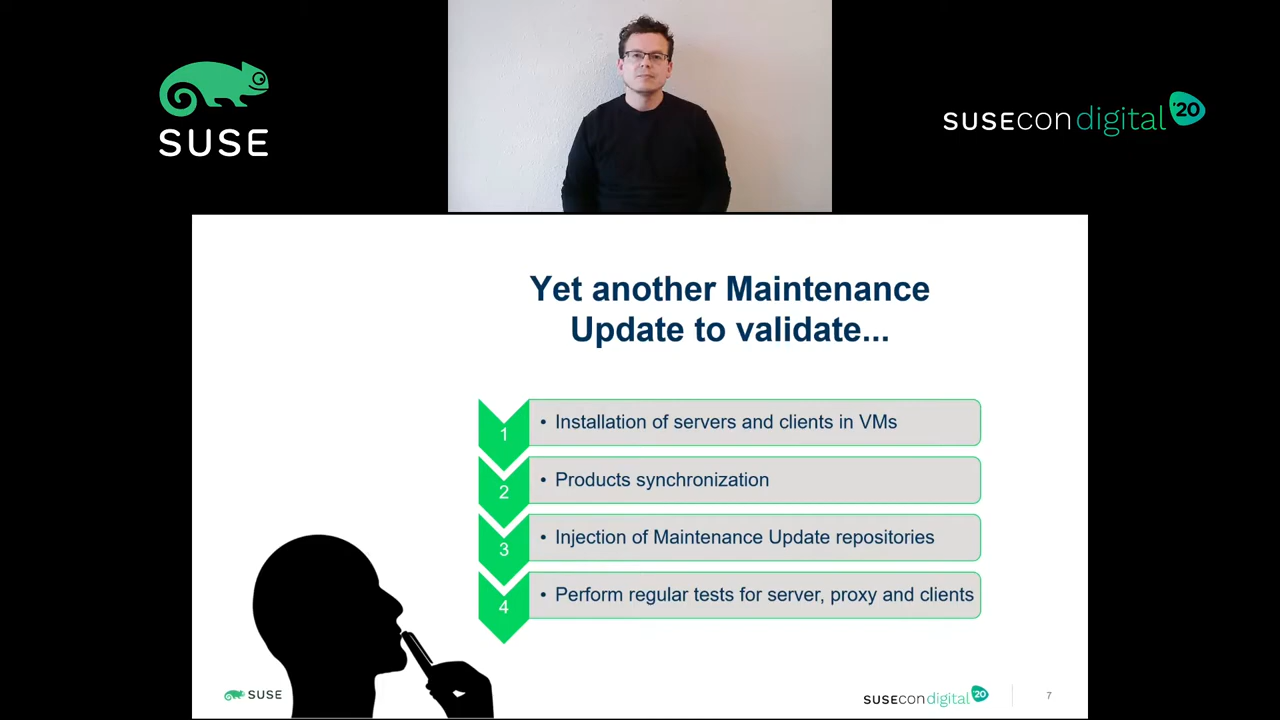 SUSE
SUSEcon digital '20
Yet another Maintenance
Update to validate...
1
• Installation of servers and clients in VMs
2
• Products synchronization
3
• Injection of Maintenance Update repositories
4
• Perform regular tests for server, proxy and clients
SUSE
SUSEcon digital '20
7